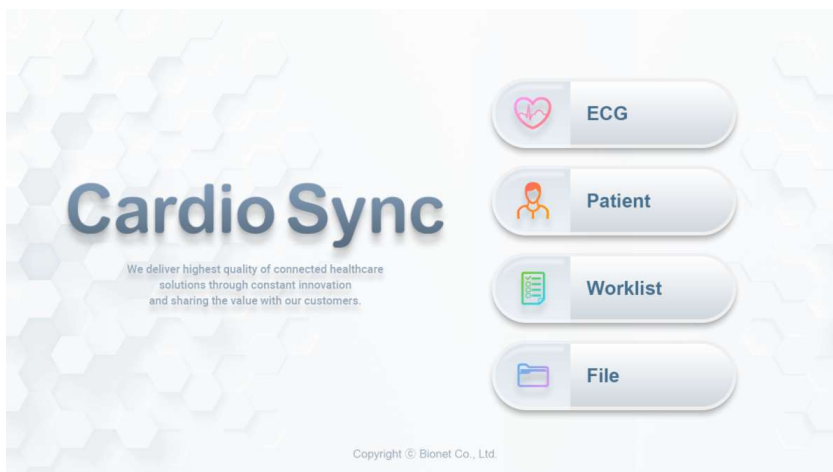 Cardio Sync
We deliver highest quality of connected healthcare
solutions through constant innovation
and sharing the value with our customers.
ECG
Patient
Worklist
File
Copyright ⓒ Bionet Co., Ltd.